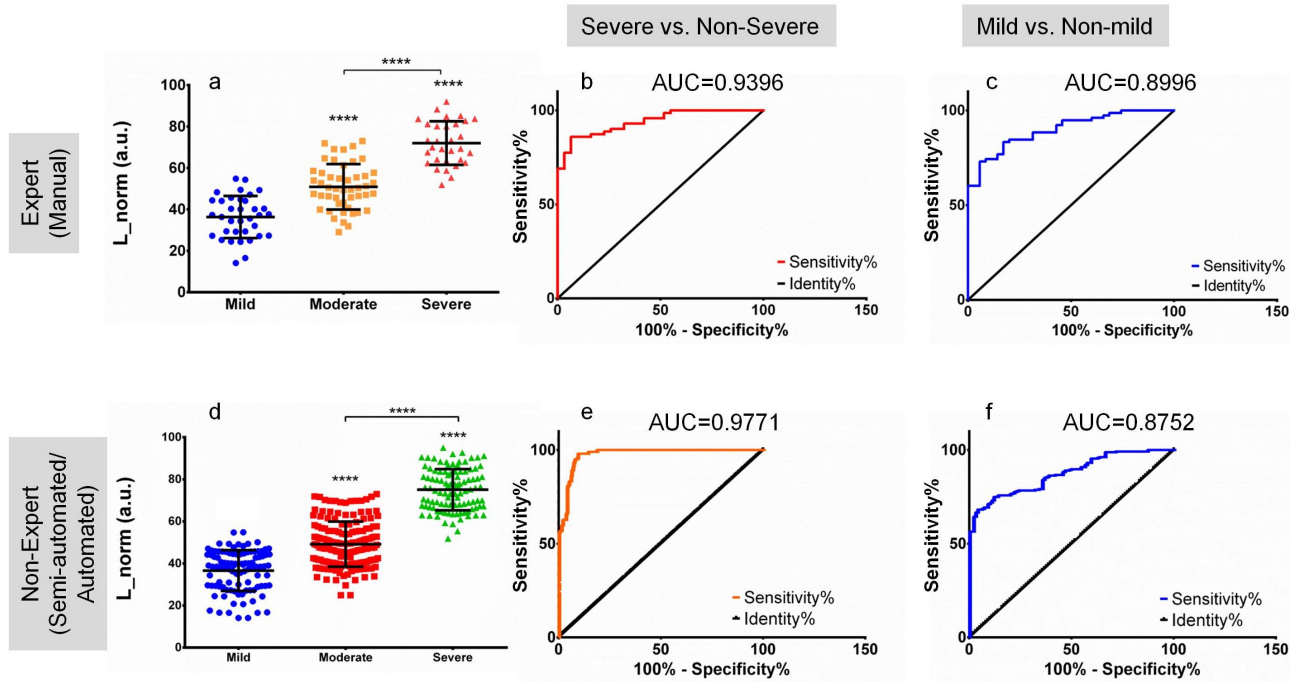 Severe vs. Non-Severe
Mild vs. Non-mild
Expert
(Manual)
a
****
****
****
L_norm (a.u.)
100
80
60
40
20
0
Mild
Moderate
Severe
b
AUC=0.9396
Sensitivity%
100
50
0
Sensitivity%
Identity%
0
50
100
150
100% - Specificity%
c
AUC=0.8996
Sensitivity%
100
50
0
Sensitivity%
Identity%
0
50
100
150
100% - Specificity%
Non-Expert
(Semi-automated/
Automated)
d
****
****
****
L_norm (a.u.)
100
80
60
40
20
0
Mild
Moderate
Severe
e
AUC=0.9771
Sensitivity%
100
50
0
Sensitivity%
Identity%
0
50
100
150
100% - Specificity%
f
AUC=0.8752
Sensitivity%
100
50
0
Sensitivity%
Identity%
0
50
100
150
100% - Specificity%